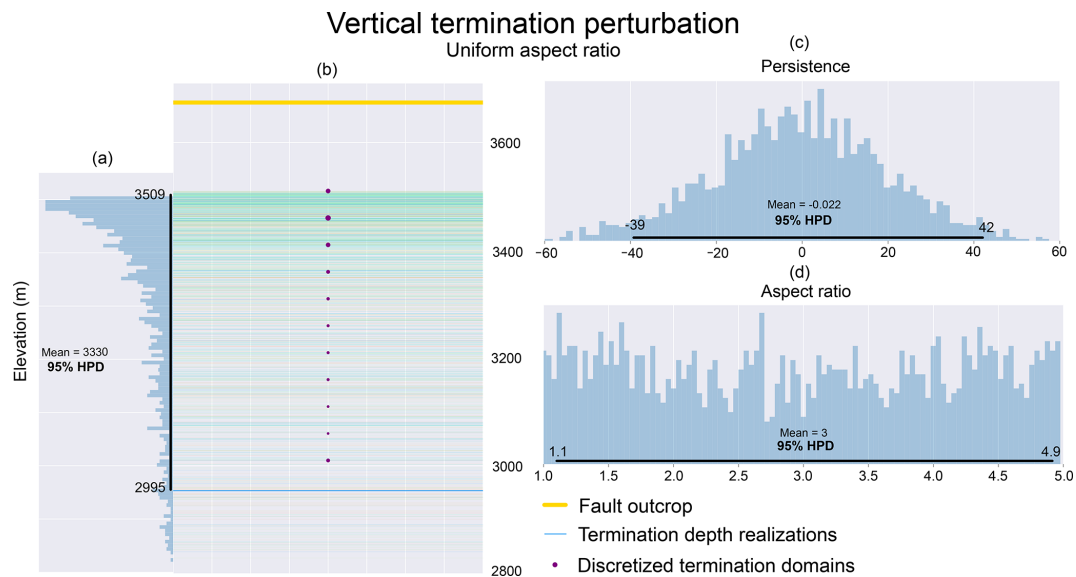 Vertical termination perturbation
Uniform aspect ratio
(a)
(b)
(c)
Persistence
Elevation (m)
3509
Mean = 3330
95% HPD
2995
3600
3400
3200
3000
2800
Mean = -0.022
95% HPD
-39
42
-60
-40
-20
0
20
40
60
(d)
Aspect ratio
Mean = 3
95% HPD
1.1
4.9
1.0
1.5
2.0
2.5
3.0
3.5
4.0
4.5
5.0
Fault outcrop
Termination depth realizations
Discretized termination domains